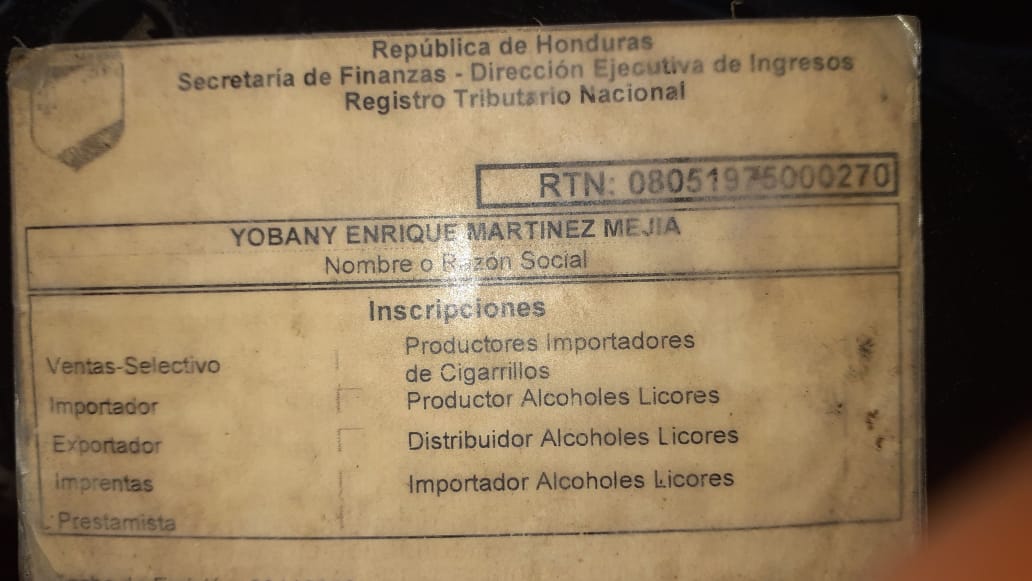 República de Honduras
Secretaría de Finanzas - Dirección Ejecutiva de Ingresos
Registro Tributario Nacional
RTN: 08051975000270
YOBANY ENRIQUE MARTINEZ MEJIA
Nombre o Razón Social
Inscripciones
Productores Importadores
Ventas-Selectivo
de Cigarrillos
Importador Productor Alcoholes Licores
Exportador Distribuidor Alcoholes Licores
Imprentas Importador Alcoholes Licores
Prestamista